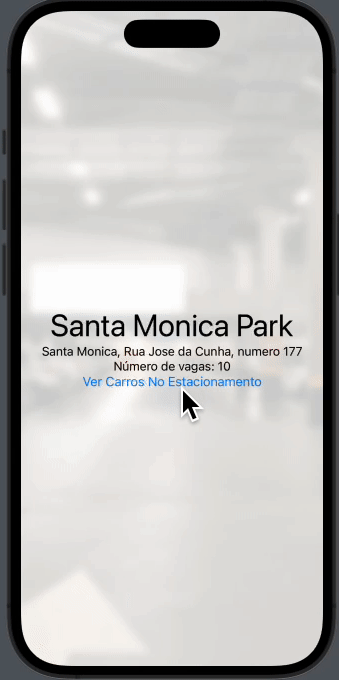 Santa Monica Park
Santa Monica, Rua Jose da Cunha, numero 177
Número de vagas: 10
Ver Carros No Estacionamento